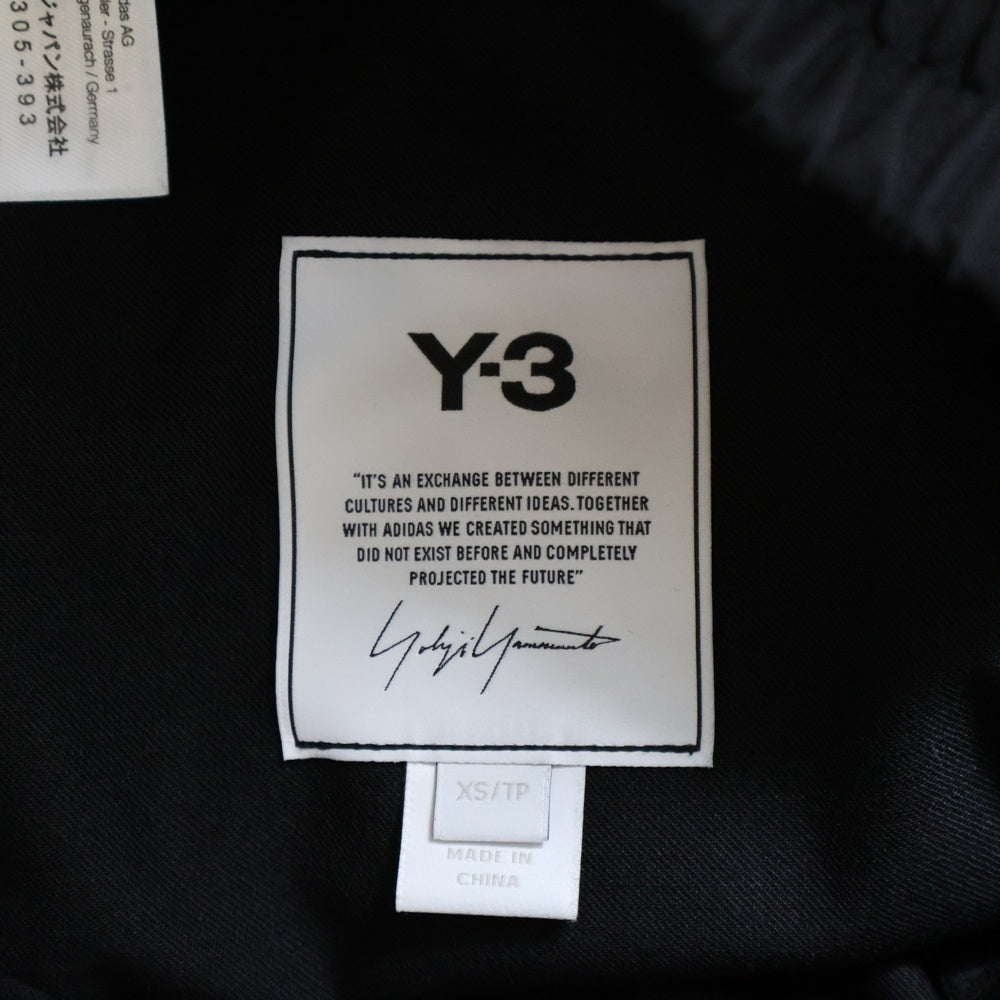 das AG
ler - Strasse 1
genaurach / Germany
ジャパン株式会社
305-393
Y-3
“IT'S AN EXCHANGE BETWEEN DIFFERENT
CULTURES AND DIFFERENT IDEAS. TOGETHER
WITH ADIDAS WE CREATED SOMETHING THAT
DID NOT EXIST BEFORE AND COMPLETELY
PROJECTED THE FUTURE”
Yohji Yamamoto
XS/TP
MADE IN
CHINA